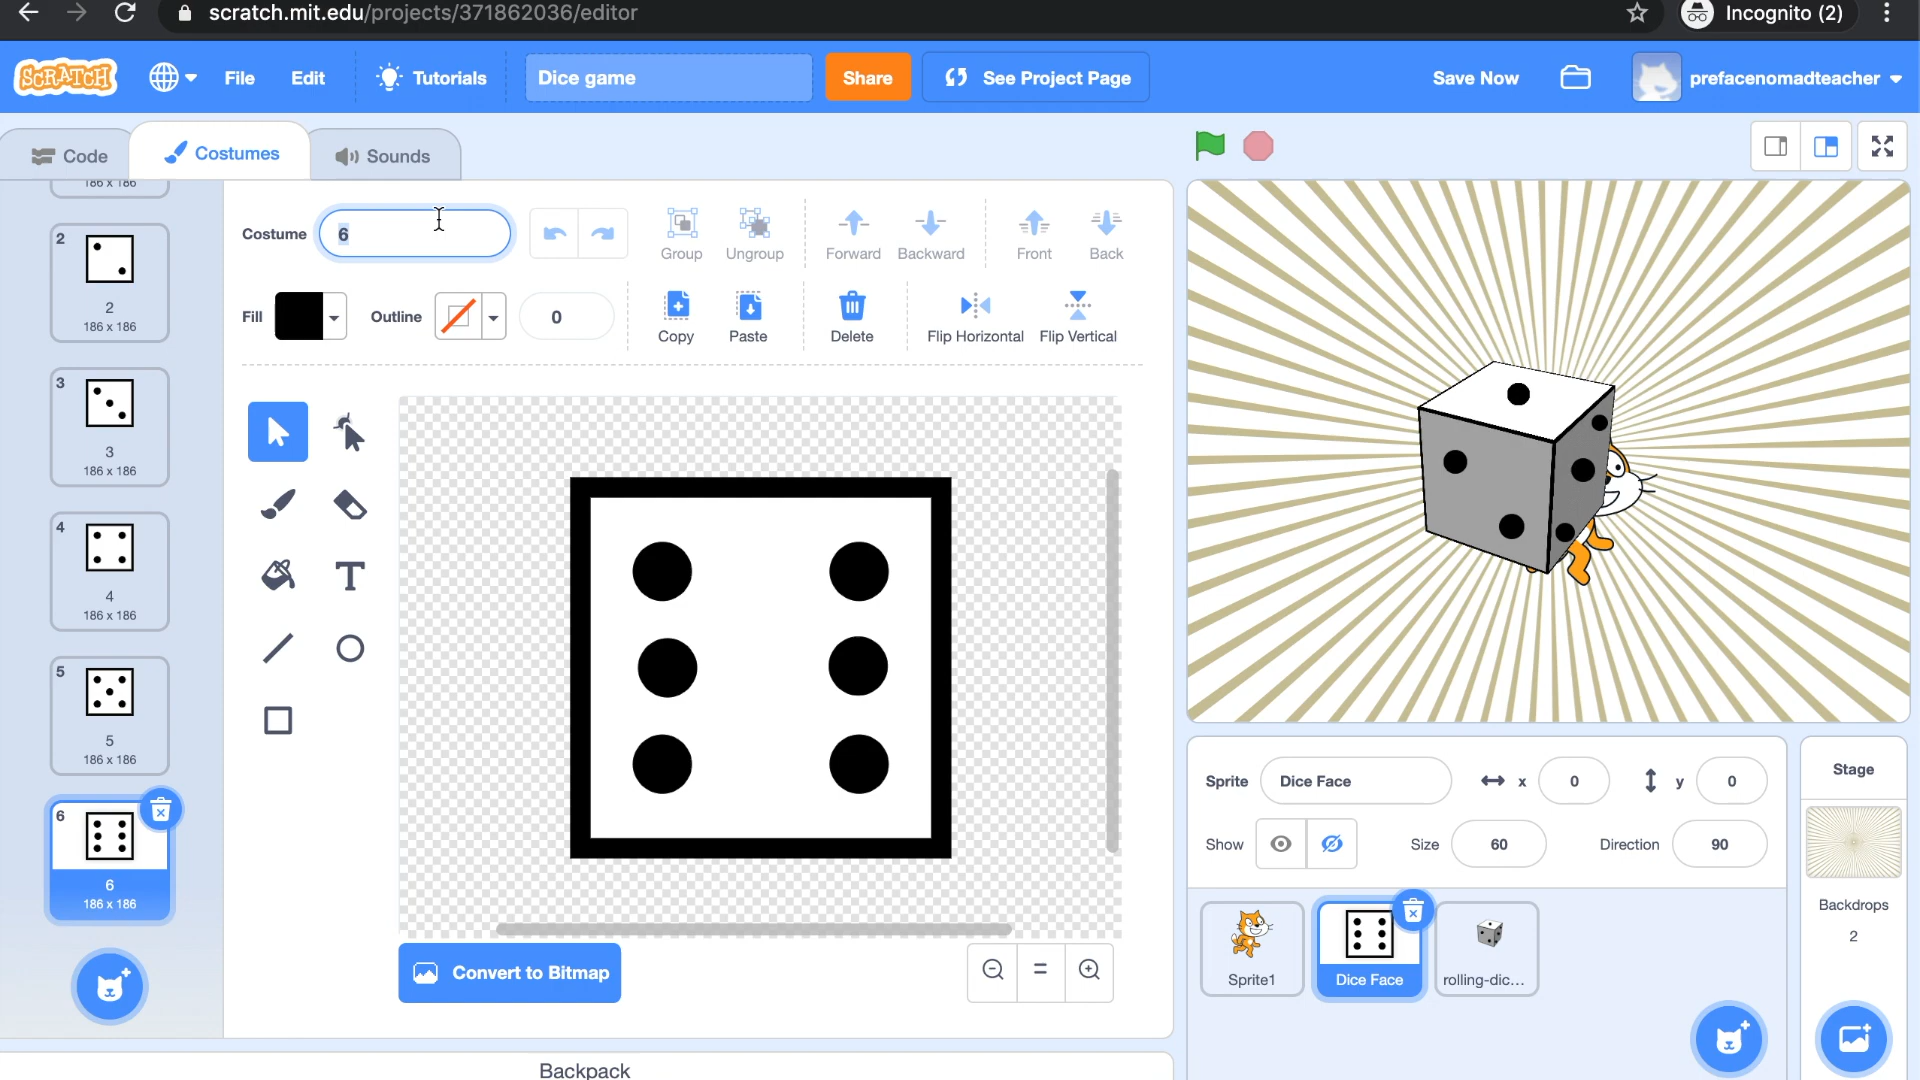 scratch.mit.edu/projects/371862036/editor
Incognito (2)
SCRATCH
File
Edit
Tutorials
Dice game
Share
See Project Page
Save Now
prefacenomadteacher
Code
Costumes
Sounds
186 x 186
2
2
186 x 186
3
3
186 x 186
4
4
186 x 186
5
5
186 x 186
6
6
186 x 186
Costume
6
Group
Ungroup
Forward
Backward
Front
Back
Fill
Outline
0
Copy
Paste
Delete
Flip Horizontal
Flip Vertical
T
Convert to Bitmap
Backpack
Sprite
Dice Face
x
0
y
0
Show
Size
60
Direction
90
Sprite1
Dice Face
rolling-dic...
Stage
Backdrops
2